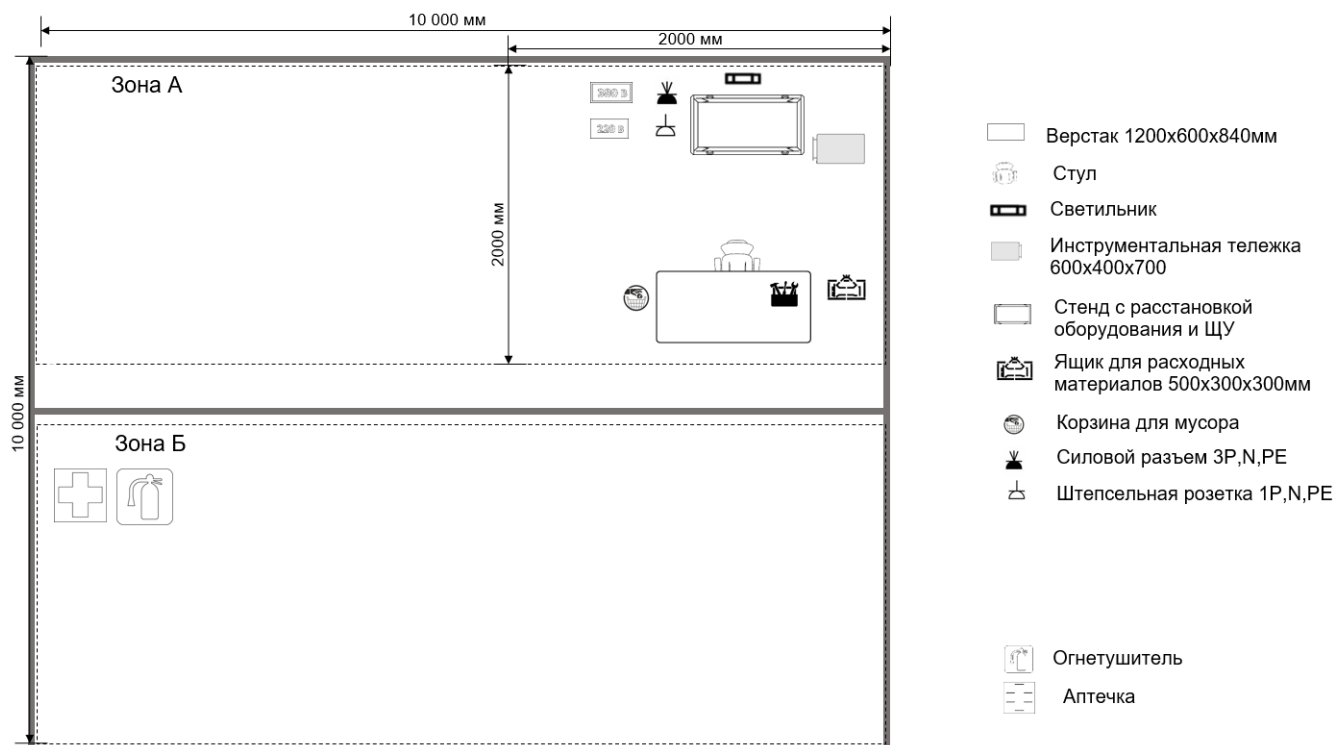 10 000 мм
2000 мм
Зона А
380 В
220 В
2000 мм
10 000 мм
Зона Б
Верстак 1200х600х840мм
Стул
Светильник
Инструментальная тележка
600х400х700
Стенд с расстановкой
оборудования и ЩУ
Ящик для расходных
материалов 500х300х300мм
Корзина для мусора
Силовой разъем 3P,N,PE
Штепсельная розетка 1P,N,PE
Огнетушитель
Аптечка